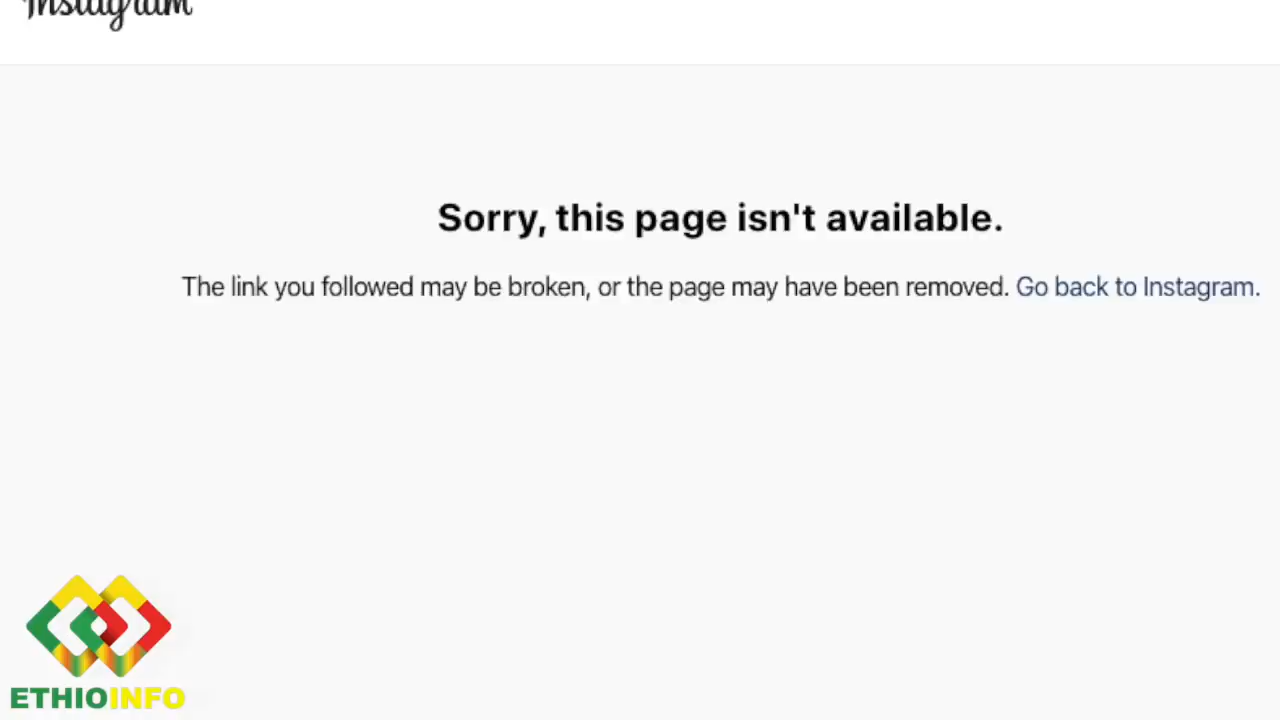 Instagram
Sorry, this page isn't available.
The link you followed may be broken, or the page may have been removed. Go back to Instagram.
ETHIOINFO